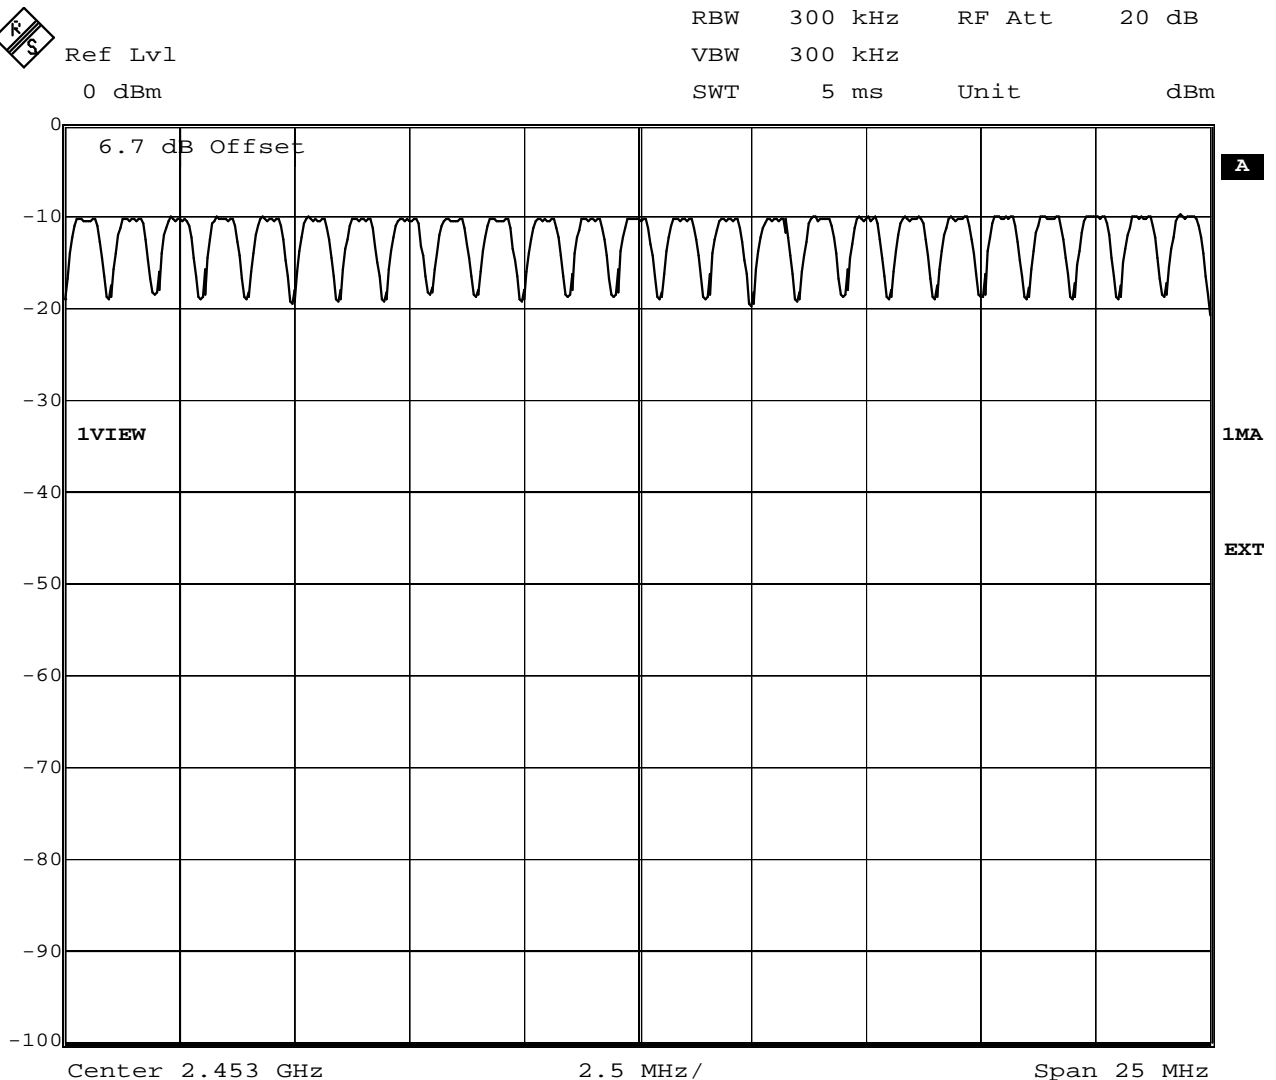 RBW 300 kHz RF Att 20 dB
R S
Ref Lvl VBW 300 kHz
0 dBm SWT 5 ms Unit dBm
0
6.7 dB Offset
A
-10
-20
-30
1VIEW 1MA
-40
EXT
-50
-60
-70
-80
-90
-100
Center 2.453 GHz 2.5 MHz/ Span 25 MHz